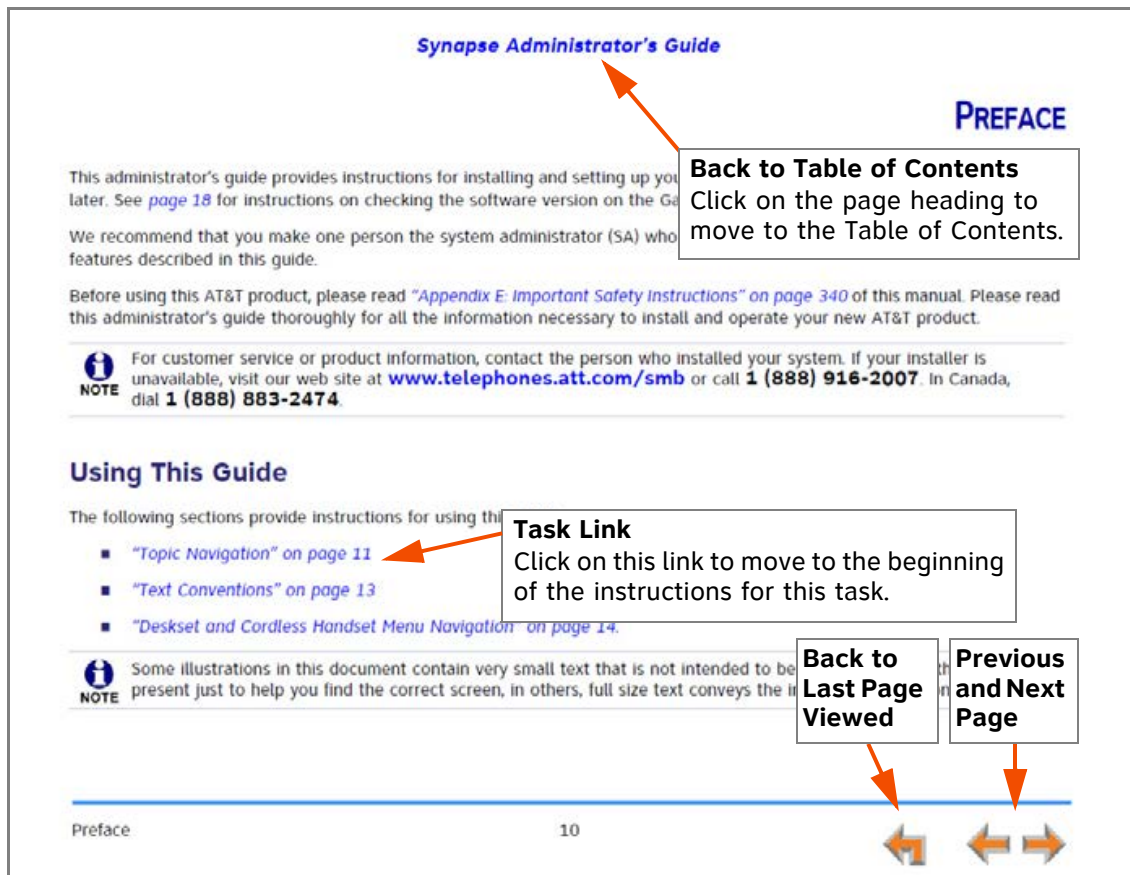 Synapse Administrator's Guide
PREFACE
This administrator's guide provides instructions for installing and setting up you
later. See page 18 for instructions on checking the software version on the Ga
We recommend that you make one person the system administrator (SA) who
features described in this guide.
Back to Table of Contents
Click on the page heading to
move to the Table of Contents.
Before using this AT&T product, please read "Appendix E: Important Safety Instructions" on page 340 of this manual. Please read
this administrator's guide thoroughly for all the information necessary to install and operate your new AT&T product.
NOTE
For customer service or product information, contact the person who installed your system. If your installer is
unavailable, visit our web site at www.telephones.att.com/smb or call 1 (888) 916-2007. In Canada,
dial 1 (888) 883-2474.
Using This Guide
The following sections provide instructions for using thi
■ "Topic Navigation" on page 11
■ "Text Conventions" on page 13
■ "Deskset and Cordless Handset Menu Navigation" on page 14.
Task Link
Click on this link to move to the beginning
of the instructions for this task.
NOTE
Some illustrations in this document contain very small text that is not intended to be
present just to help you find the correct screen, in others, full size text conveys the
Back to
Last Page
Viewed
Previous
and Next
Page
Preface
10